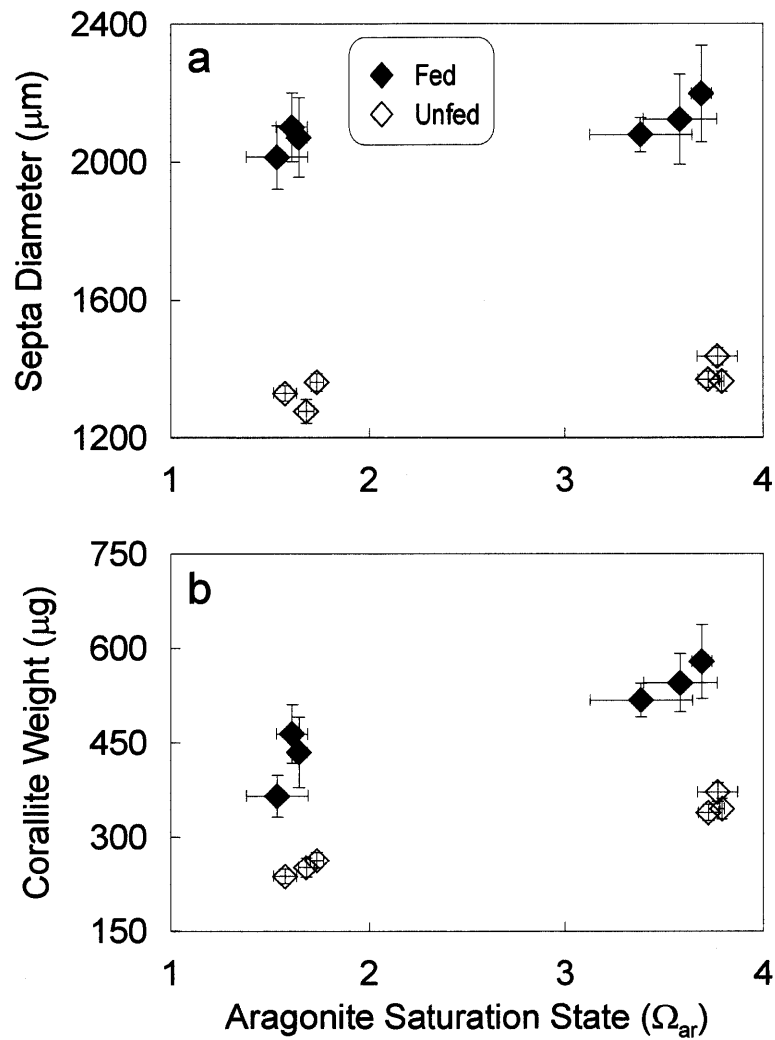 a
Fed
Unfed
Septa Diameter (μm)
2400
2000
1600
1200
1 2 3 4
b
Corallite Weight (μg)
750
600
450
300
150
1 2 3 4
Aragonite Saturation State (Ωar)